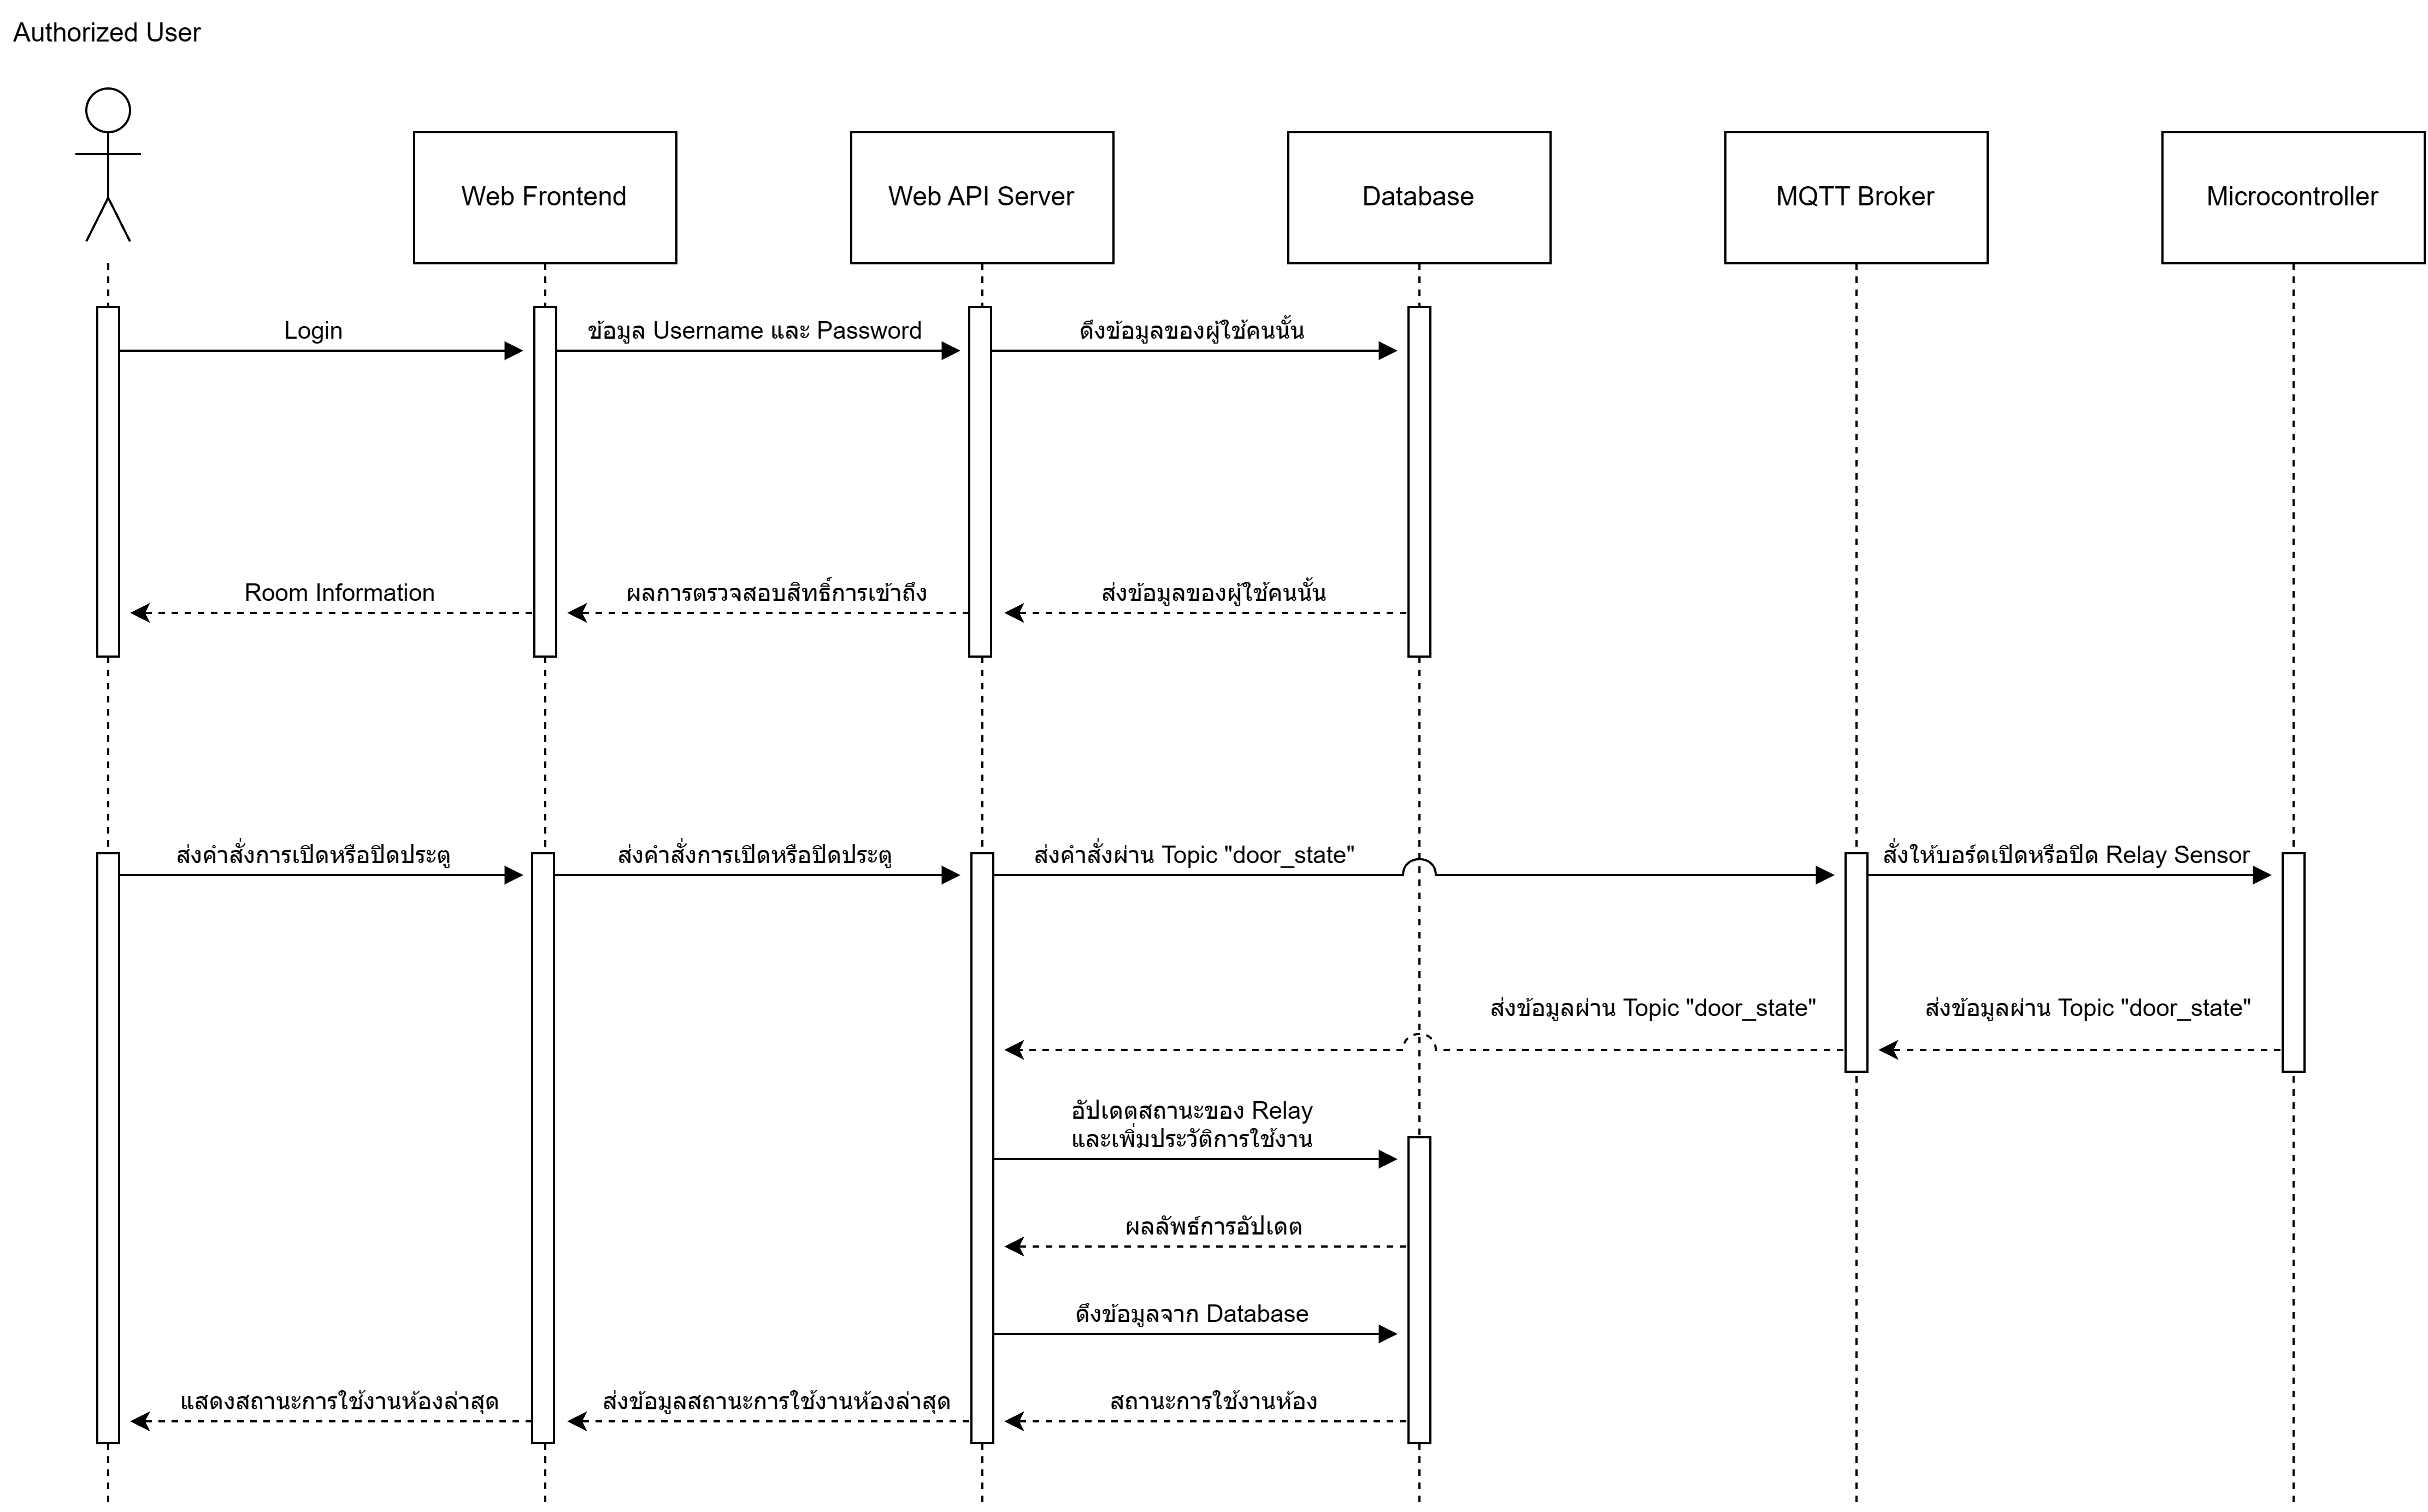 Authorized User
Web Frontend
Web API Server
Database
MQTT Broker
Microcontroller
Login
ข้อมูล Username และ Password
ดึงข้อมูลของผู้ใช้คนนั้น
Room Information
ผลการตรวจสอบสิทธิ์การเข้าถึง
ส่งข้อมูลของผู้ใช้คนนั้น
ส่งคำสั่งการเปิดหรือปิดประตู
ส่งคำสั่งการเปิดหรือปิดประตู
ส่งคำสั่งผ่าน Topic "door_state"
สั่งให้บอร์ดเปิดหรือปิด Relay Sensor
ส่งข้อมูลผ่าน Topic "door_state"
ส่งข้อมูลผ่าน Topic "door_state"
อัปเดตสถานะของ Relay
และเพิ่มประวัติการใช้งาน
ผลลัพธ์การอัปเดต
ดึงข้อมูลจาก Database
แสดงสถานะการใช้งานห้องล่าสุด
ส่งข้อมูลสถานะการใช้งานห้องล่าสุด
สถานะการใช้งานห้อง